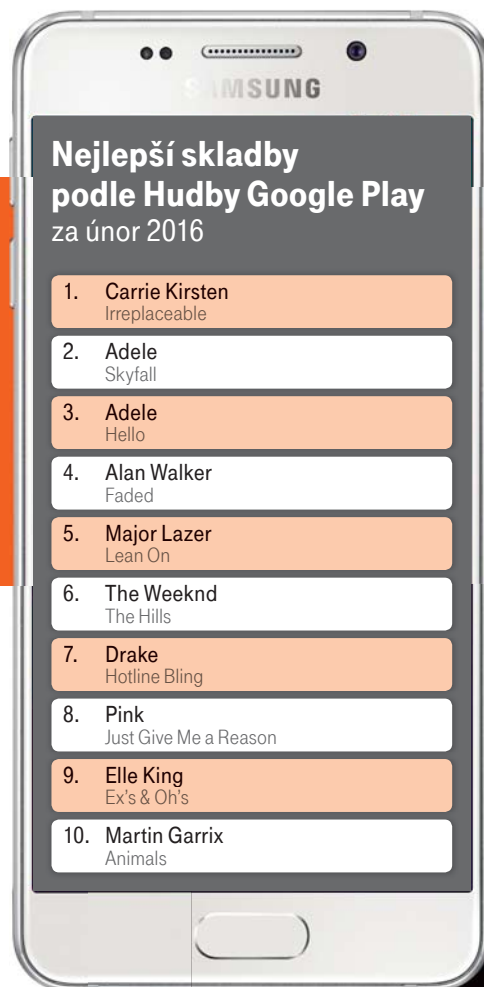 SAMSUNG
Nejlepší skladby
podle Hudby Google Play
za únor 2016
1. Carrie Kirsten
Irreplaceable
2. Adele
Skyfall
3. Adele
Hello
4. Alan Walker
Faded
5. Major Lazer
Lean On
6. The Weeknd
The Hills
7. Drake
Hotline Bling
8. Pink
Just Give Me a Reason
9. Elle King
Ex's & Oh's
10. Martin Garrix
Animals